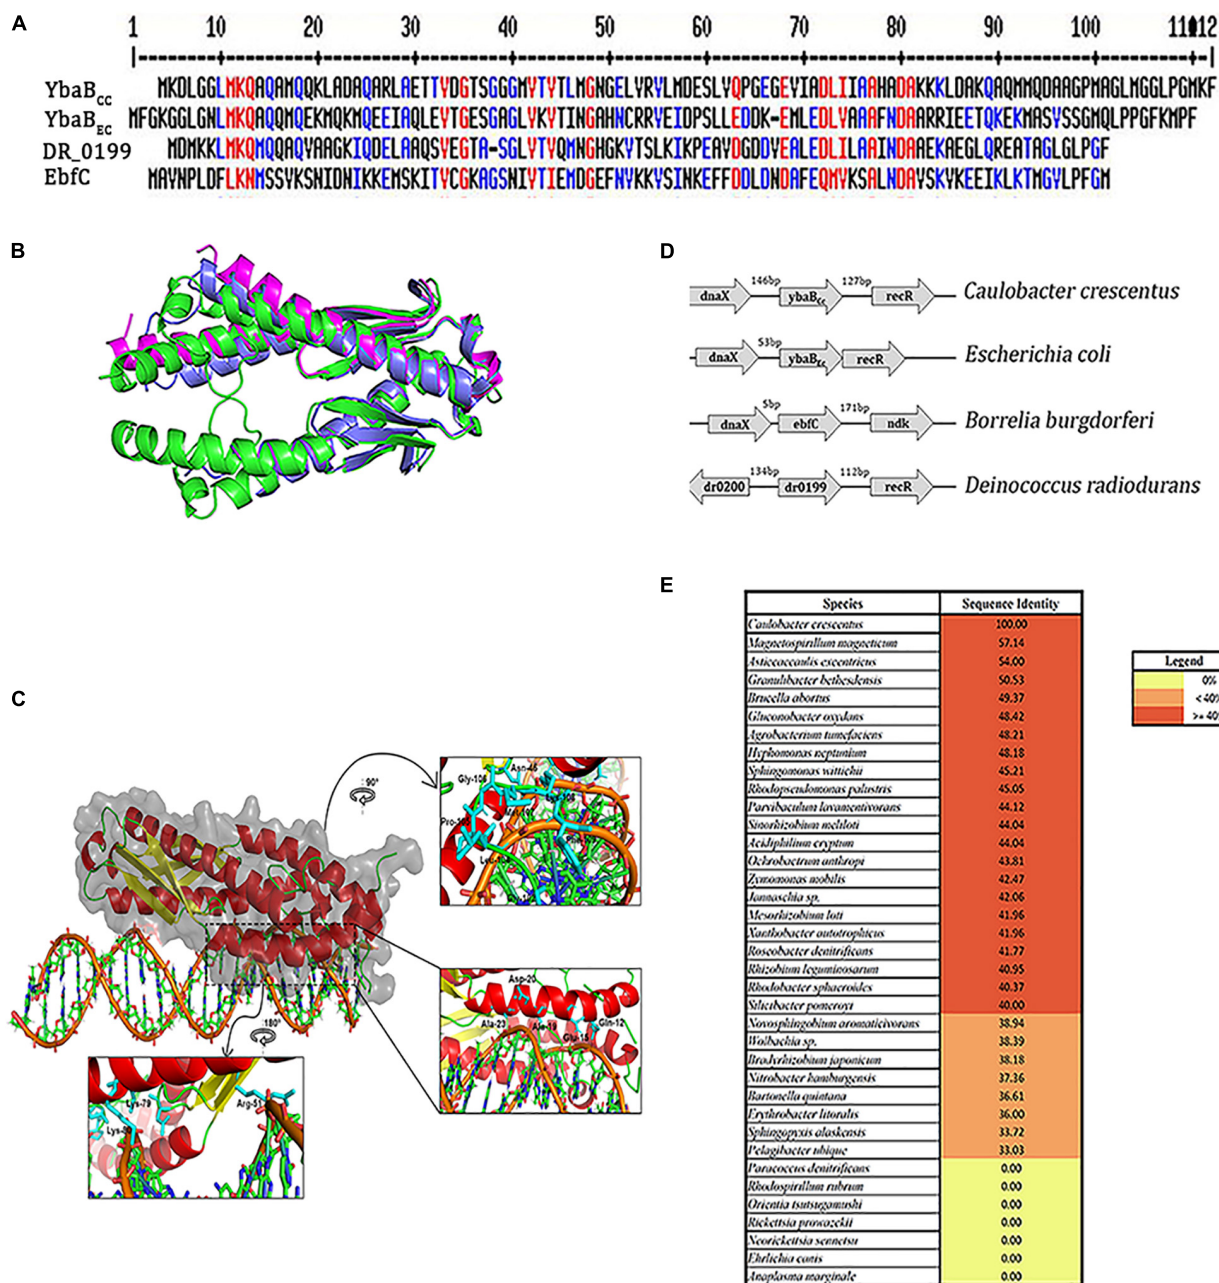 A
1 10 20 30 40 50 60 70 80 90 100 112
YbaBCC MKDLGGLMKQAQAMQQKLADAQARLAETTVDGTSGGGMVTVTLMGNGELVRVLMDESLVQPGEGEVIADLIIAAHADAKKKLDAKQAQMMQDAAGPMAGLMGGLPGMKF
YbaBEC MFGKGGLGNLMKQAQQMQEKMQKMQEEIAQLEVTGESGAGLVKVTINGAHNCRRVEIDPSLLEDDK-EMLEDLVAAAFNDAARRIEETQKEKMASVSSGMQLPPGFKMPF
DR_0199 MDMKKLMKQMQQAQVAAGKIQDELAAQSVEGTA-SGLVTVQMNGHGKVTSLKIKPEAVDGDDVEALEDLILAAINDAAEKAEGLQREATAGLGLPGF
EbfC MAVNPLDFLKNMSSVKSNIDNIKKEMSKITVCGKAGSNIVTIEMDGEFNVKKVSINKEFFDDLDNDAFEQMVKSALNDAVSKVKEEIKLKTMGVLPFGM
B
D
146bp 127bp
dnaX ybaBCc recR Caulobacter crescentus
53bp
dnaX ybaBEc recR Escherichia coli
5bp 171bp
dnaX ebfC ndk Borrelia burgdorferi
134bp 112bp
dr0200 dr0199 recR Deinococcus radiodurans
E
Species Sequence Identity
Caulobacter crescentus 100.00
Magnetospirillum magneticum 57.14
Asticcacaulis excentricus 54.00
Granulibacter bethesdensis 50.53
Brucella abortus 49.37
Gluconobacter oxydans 48.42
Agrobacterium tumefaciens 48.21
Hyphomonas neptunium 48.18
Sphingomonas wittichii 45.21
Rhodopseudomonas palustris 45.05
Parvibaculum lavamentivorans 44.12
Sinorhizobium meliloti 44.04
Acidiphilium cryptum 44.04
Ochrobactrum anthropi 43.81
Zymomonas mobilis 42.47
Jannaschia sp. 42.06
Mesorhizobium loti 41.96
Xanthobacter autotrophicus 41.96
Roseobacter denitrificans 41.77
Rhizobium leguminosarum 40.95
Rhodobacter sphaeroides 40.37
Silicibacter pomeroyi 40.00
Novosphingobium aromaticivorans 38.94
Wolbachia sp. 38.39
Bradyrhizobium japonicum 38.18
Nitrobacter hamburgensis 37.36
Bartonella quintana 36.61
Erythrobacter litoralis 36.00
Sphingopyxis alaskensis 33.72
Pelagibacter ubique 33.03
Paracoccus denitrificans 0.00
Rhodospirillum rubrum 0.00
Orientia tsutsugamushi 0.00
Rickettsia prowazekii 0.00
Neorickettsia sennetsu 0.00
Ehrlichia canis 0.00
Anaplasma marginale 0.00
Legend
0%
< 40%
>= 40%
C
90°
Asn-46
Gly-106
180°
Asp-20
Ala-23
Ale-19
Gln-12
Lys-79
Arg-51